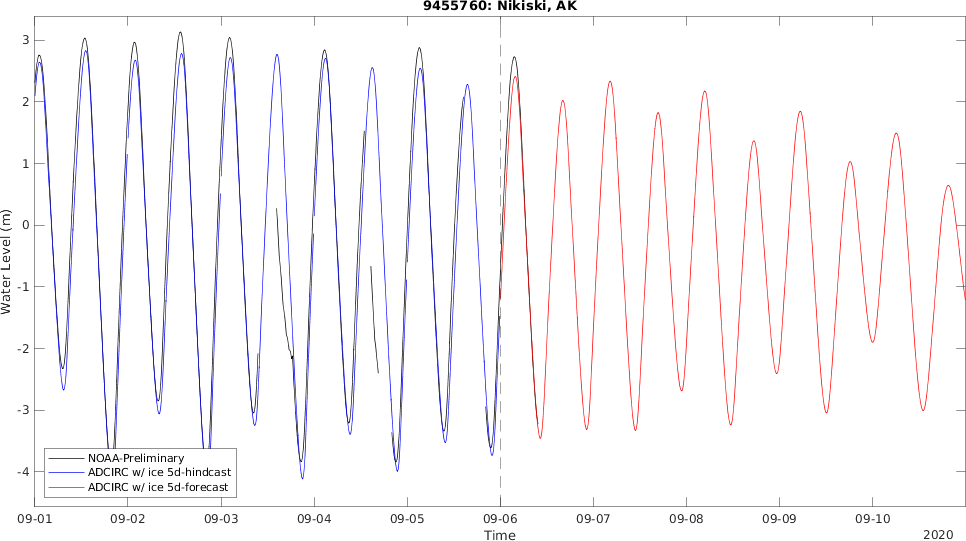 9455760: Nikiski, AK
Water Level (m)
3
2
1
0
-1
-2
-3
-4
NOAA-Preliminary
ADCIRC w/ ice 5d-hindcast
ADCIRC w/ ice 5d-forecast
09-01 09-02 09-03 09-04 09-05 09-06 09-07 09-08 09-09 09-10
Time
2020